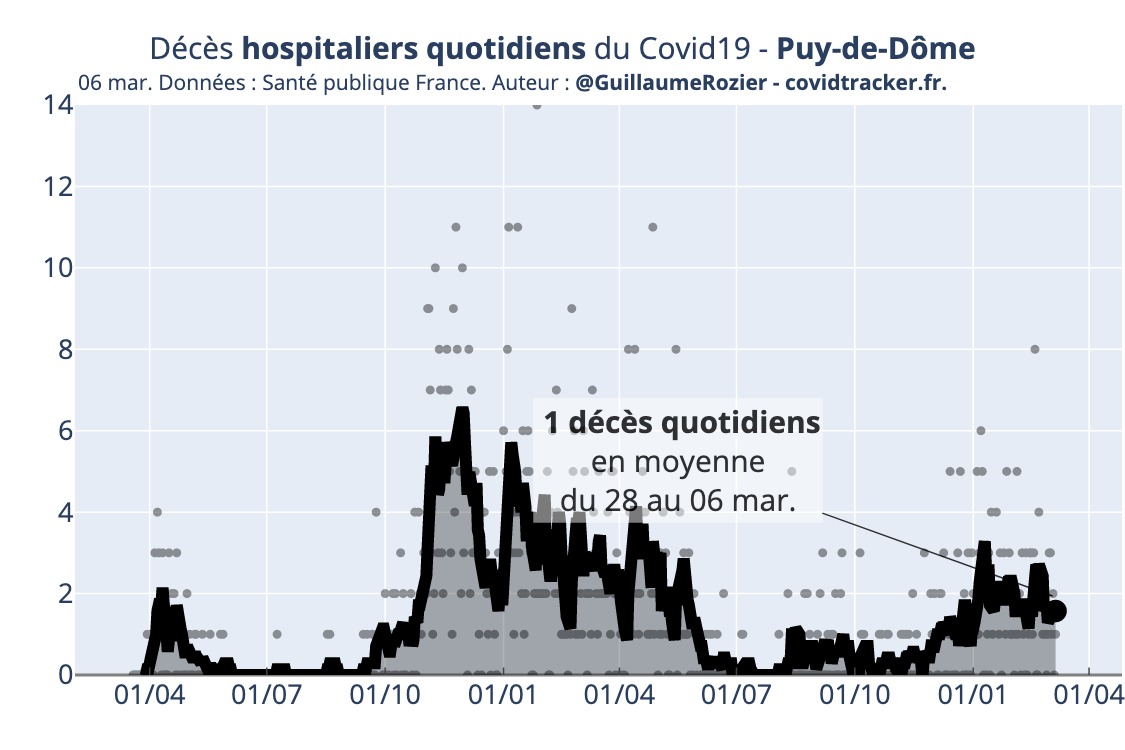 Décès hospitaliers quotidiens du Covid19 - Puy-de-Dôme
06 mar. Données : Santé publique France. Auteur : @GuillaumeRozier - covidtracker.fr.
14
12
10
8
6
4
2
0
1 décès quotidiens
en moyenne
du 28 au 06 mar.
01/04 01/07 01/10 01/01 01/04 01/07 01/10 01/01 01/04